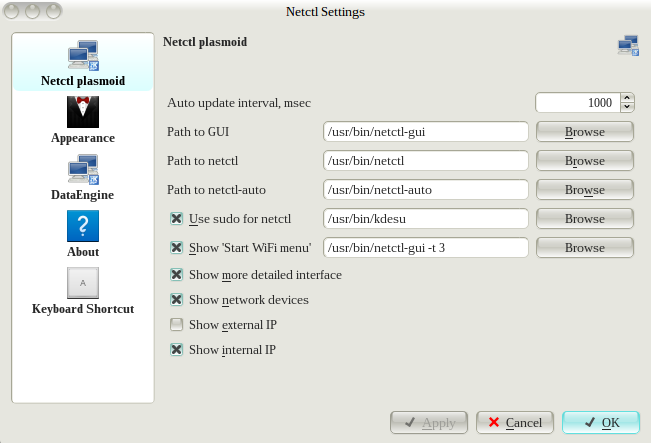 Netctl Settings
Netctl plasmoid
Appearance
DataEngine
?
About
A
Keyboard Shortcut
Netctl plasmoid
Auto update interval, msec 1000
Path to GUI /usr/bin/netctl-gui Browse
Path to netctl /usr/bin/netctl Browse
Path to netctl-auto /usr/bin/netctl-auto Browse
Use sudo for netctl /usr/bin/kdesu Browse
Show 'Start WiFi menu' /usr/bin/netctl-gui -t 3 Browse
Show more detailed interface
Show network devices
Show external IP
Show internal IP
Apply Cancel OK